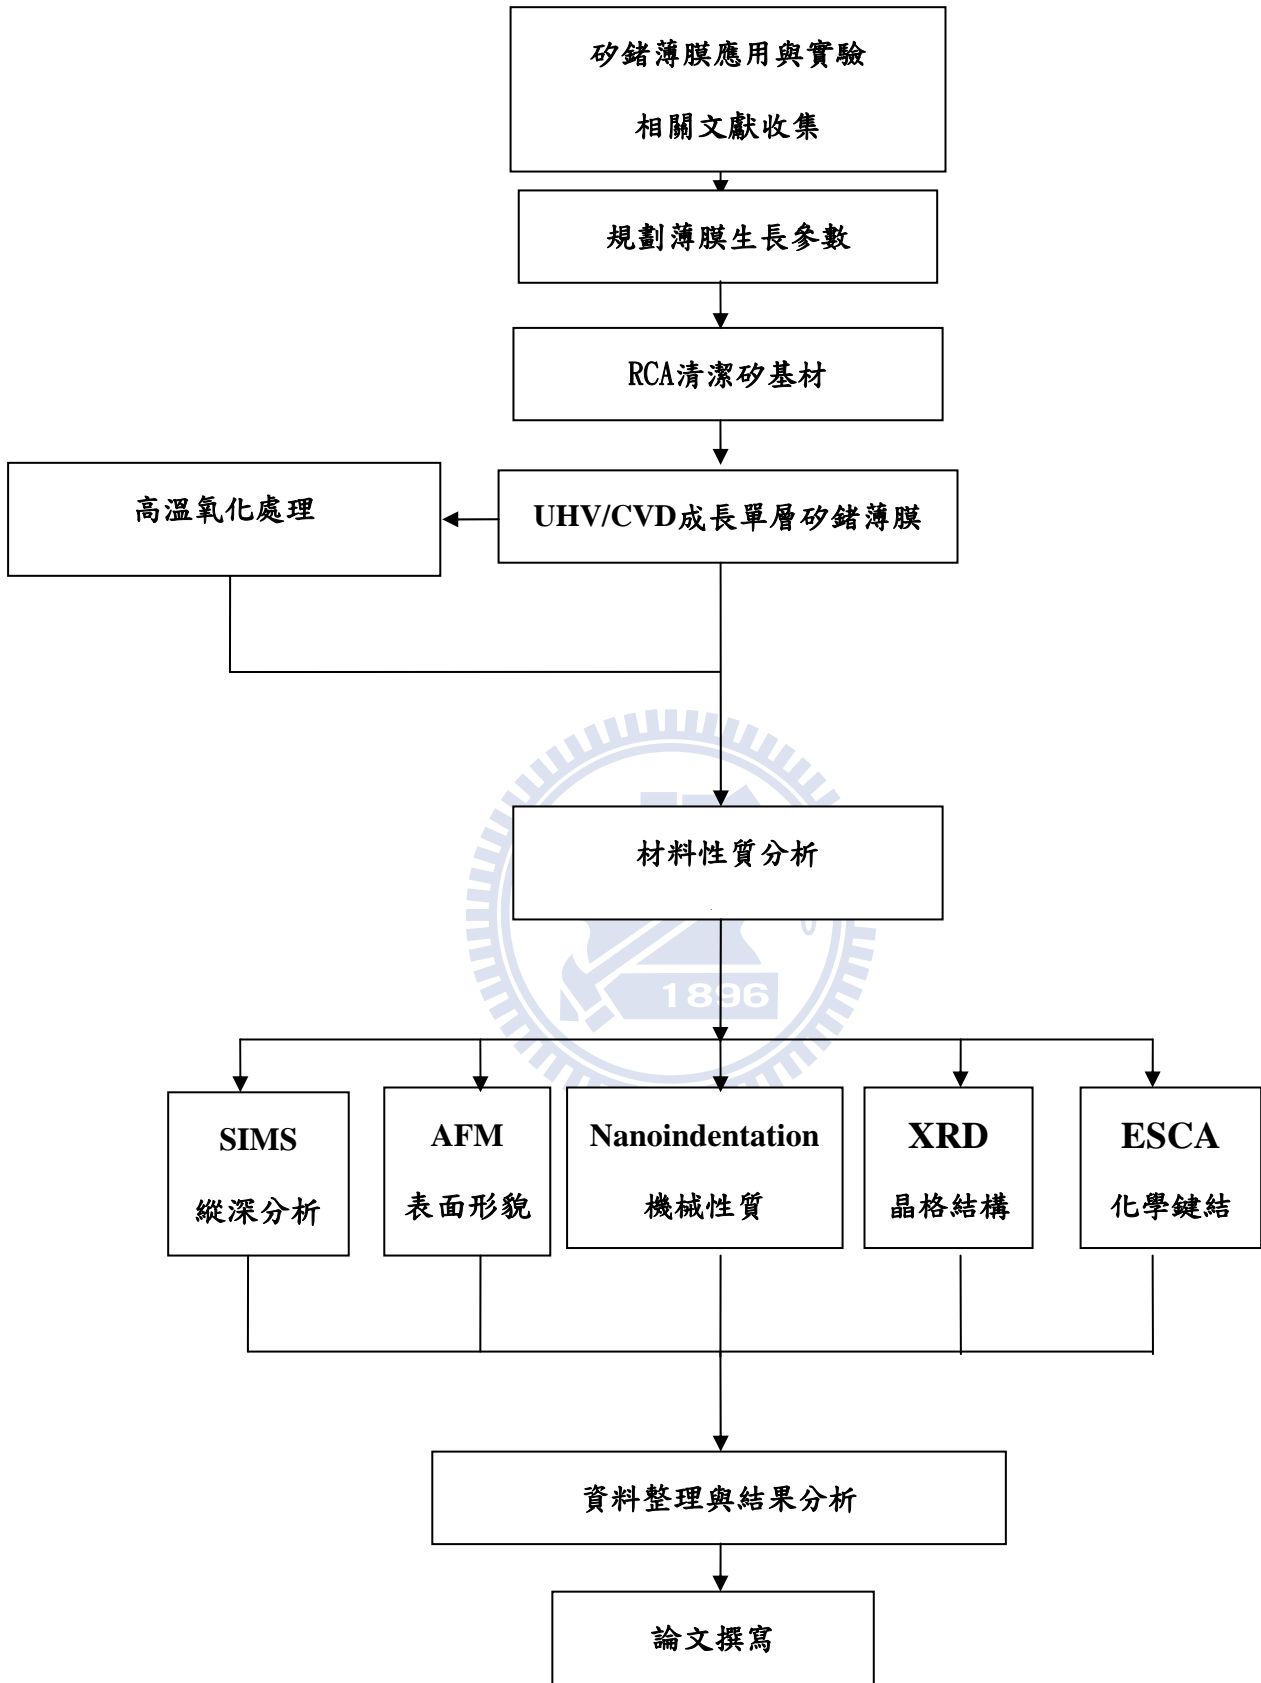 矽鍺薄膜應用與實驗
相關文獻收集
規劃薄膜生長參數
RCA清潔矽基材
高溫氧化處理
UHV/CVD成長單層矽鍺薄膜
材料性質分析
1896
SIMS
縱深分析
AFM
表面形貌
Nanoindentation
機械性質
XRD
晶格結構
ESCA
化學鍵結
資料整理與結果分析
論文撰寫